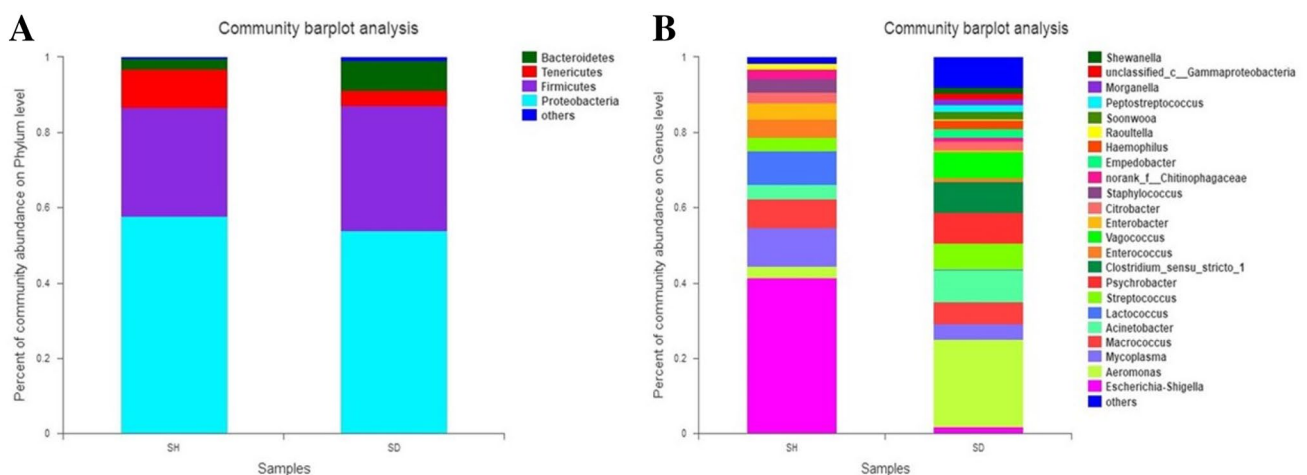 A
Community barplot analysis
Percent of community abundance on Phylum level
1
0.8
0.6
0.4
0.2
0
SH
SD
Samples
Bacteroidetes
Tenericutes
Firmicutes
Proteobacteria
others
B
Community barplot analysis
Percent of community abundance on Genus level
1
0.8
0.6
0.4
0.2
0
SH
SD
Samples
Shewanella
unclassified_c__Gammaproteobacteria
Morganella
Peptostreptococcus
Soonwooa
Raoultella
Haemophilus
Empedobacter
norank_f__Chitinophagaceae
Staphylococcus
Citrobacter
Enterobacter
Vagococcus
Enterococcus
Clostridium_sensu_stricto_1
Psychrobacter
Streptococcus
Lactococcus
Acinetobacter
Macrococcus
Mycoplasma
Aeromonas
Escherichia-Shigella
others